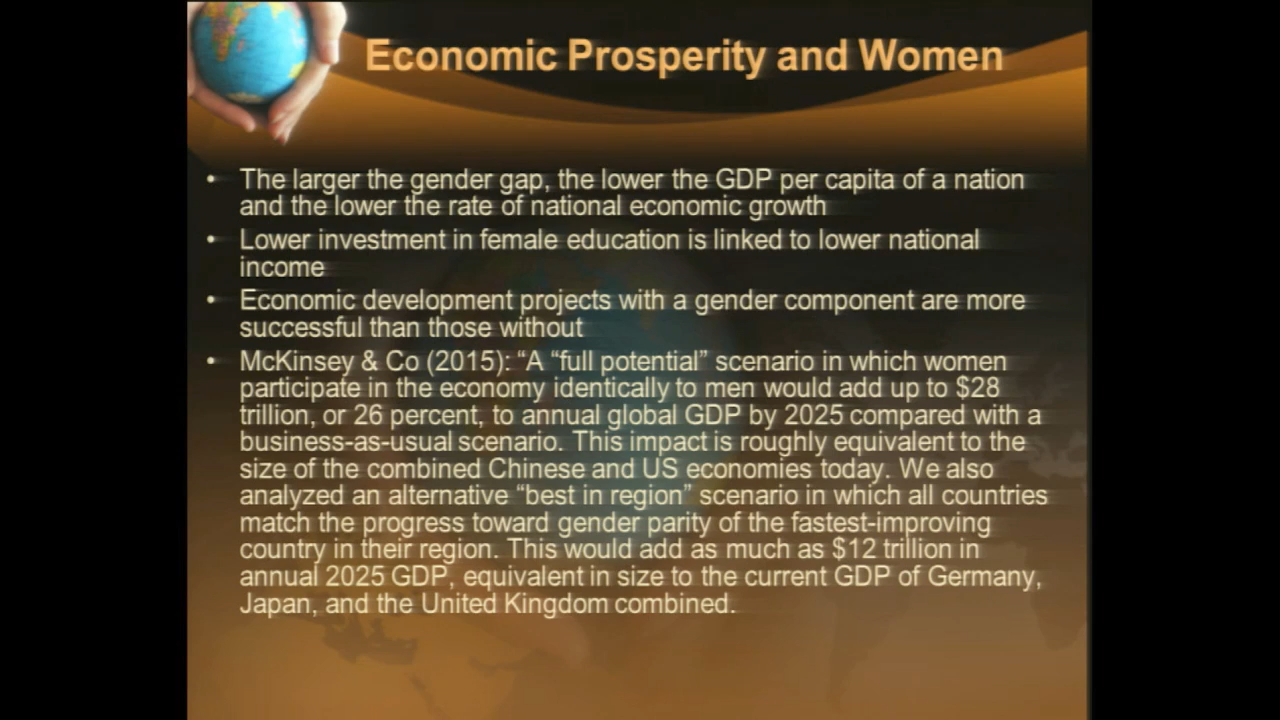 Economic Prosperity and Women
• The larger the gender gap, the lower the GDP per capita of a nation
and the lower the rate of national economic growth
• Lower investment in female education is linked to lower national
income
• Economic development projects with a gender component are more
successful than those without
• McKinsey & Co (2015): “A “full potential” scenario in which women
participate in the economy identically to men would add up to $28
trillion, or 26 percent, to annual global GDP by 2025 compared with a
business-as-usual scenario. This impact is roughly equivalent to the
size of the combined Chinese and US economies today. We also
analyzed an alternative “best in region” scenario in which all countries
match the progress toward gender parity of the fastest-improving
country in their region. This would add as much as $12 trillion in
annual 2025 GDP, equivalent in size to the current GDP of Germany,
Japan, and the United Kingdom combined.